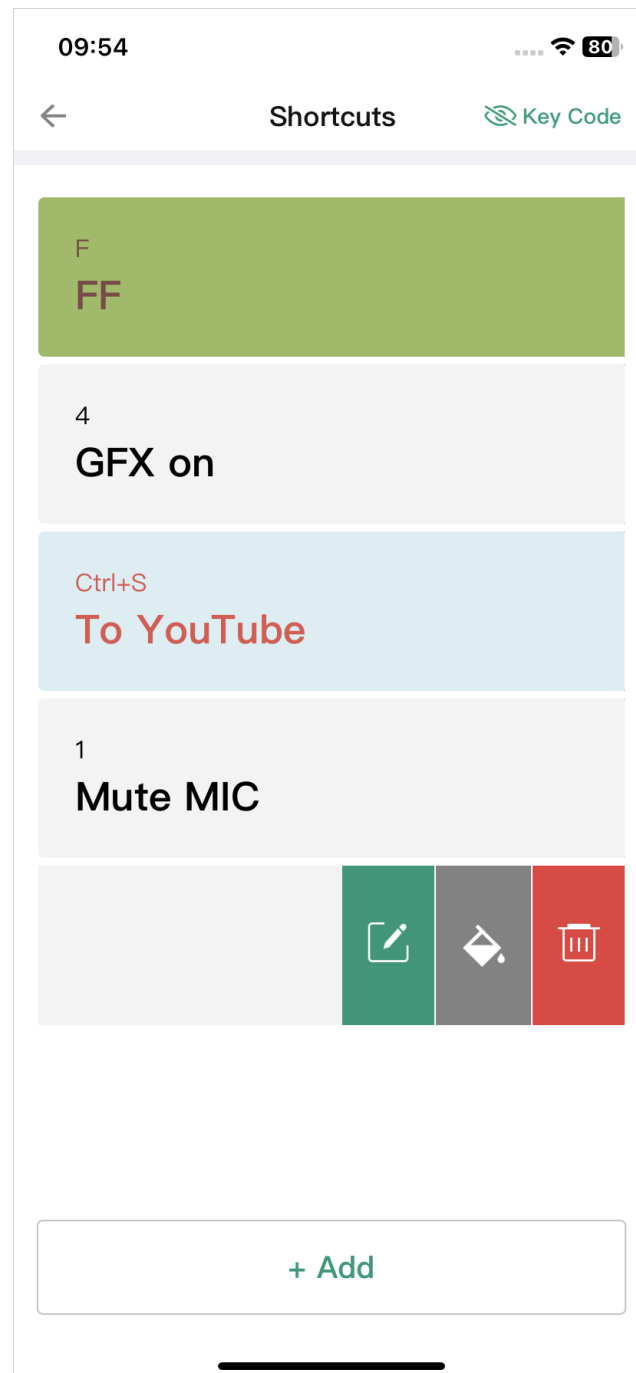 09:54
80
Shortcuts
Key Code
F
FF
4
GFX on
Ctrl+S
To YouTube
1
Mute MIC
+ Add